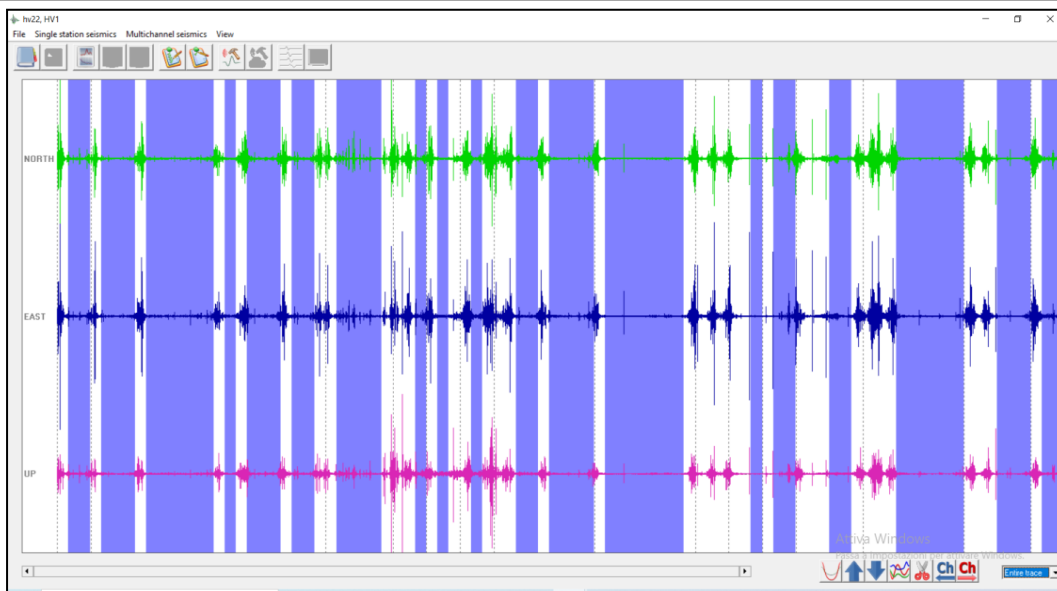 hv22, HV1
File Single station seismics Multichannel seismics View
NORTH
EAST
UP
Attiva Windows
Passa a Impostazioni per attivare Windows.
Ch Ch
Entire trace